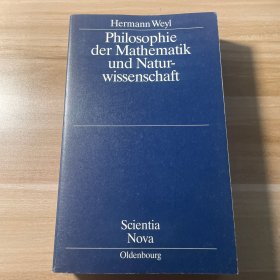 Hermann Weyl
Philosophie
der Mathematik
und Natur-
wissenschaft
Scientia
Nova
Oldenbourg